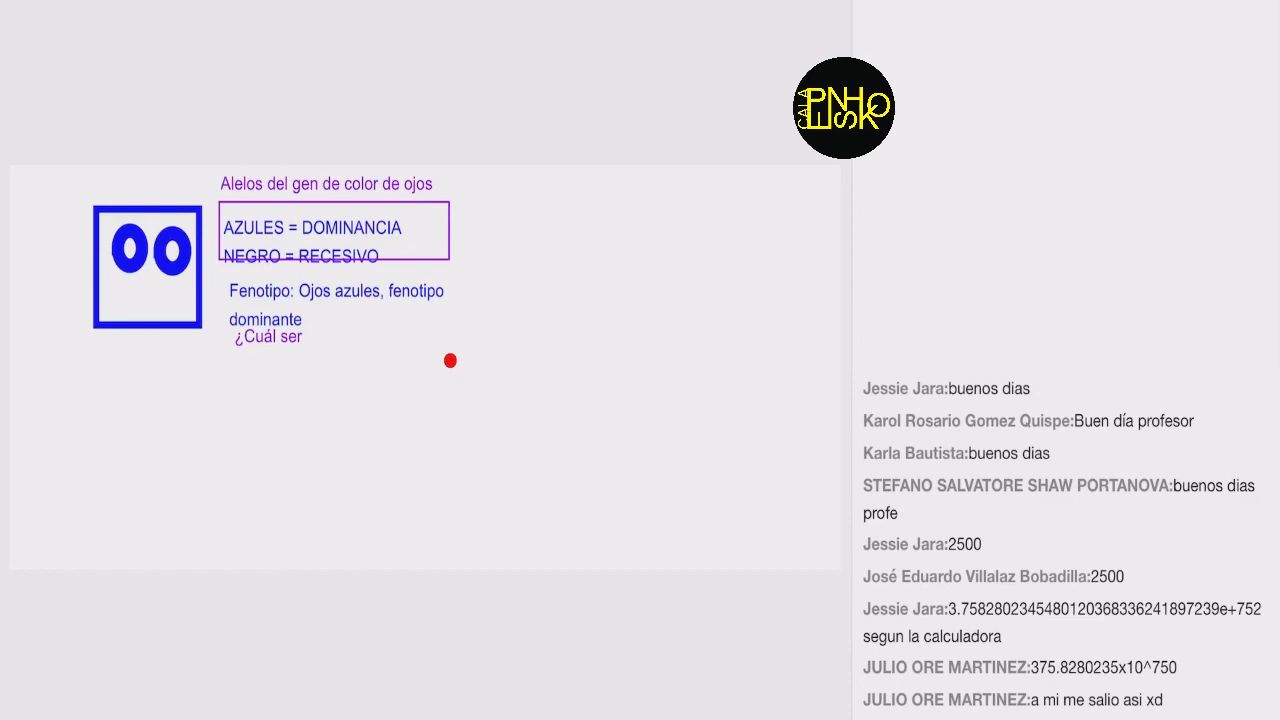 CALA
PNHO
ESK
Alelos del gen de color de ojos
AZULES = DOMINANCIA
NEGRO = RECESIVO
Fenotipo: Ojos azules, fenotipo
dominante
¿Cuál ser
Jessie Jara:buenos dias
Karol Rosario Gomez Quispe:Buen día profesor
Karla Bautista:buenos dias
STEFANO SALVATORE SHAW PORTANOVA:buenos dias
profe
Jessie Jara:2500
José Eduardo Villalaz Bobadilla:2500
Jessie Jara:3.7582802345480120368336241897239e+752
segun la calculadora
JULIO ORE MARTINEZ:375.8280235x10^750
JULIO ORE MARTINEZ:a mi me salio asi xd